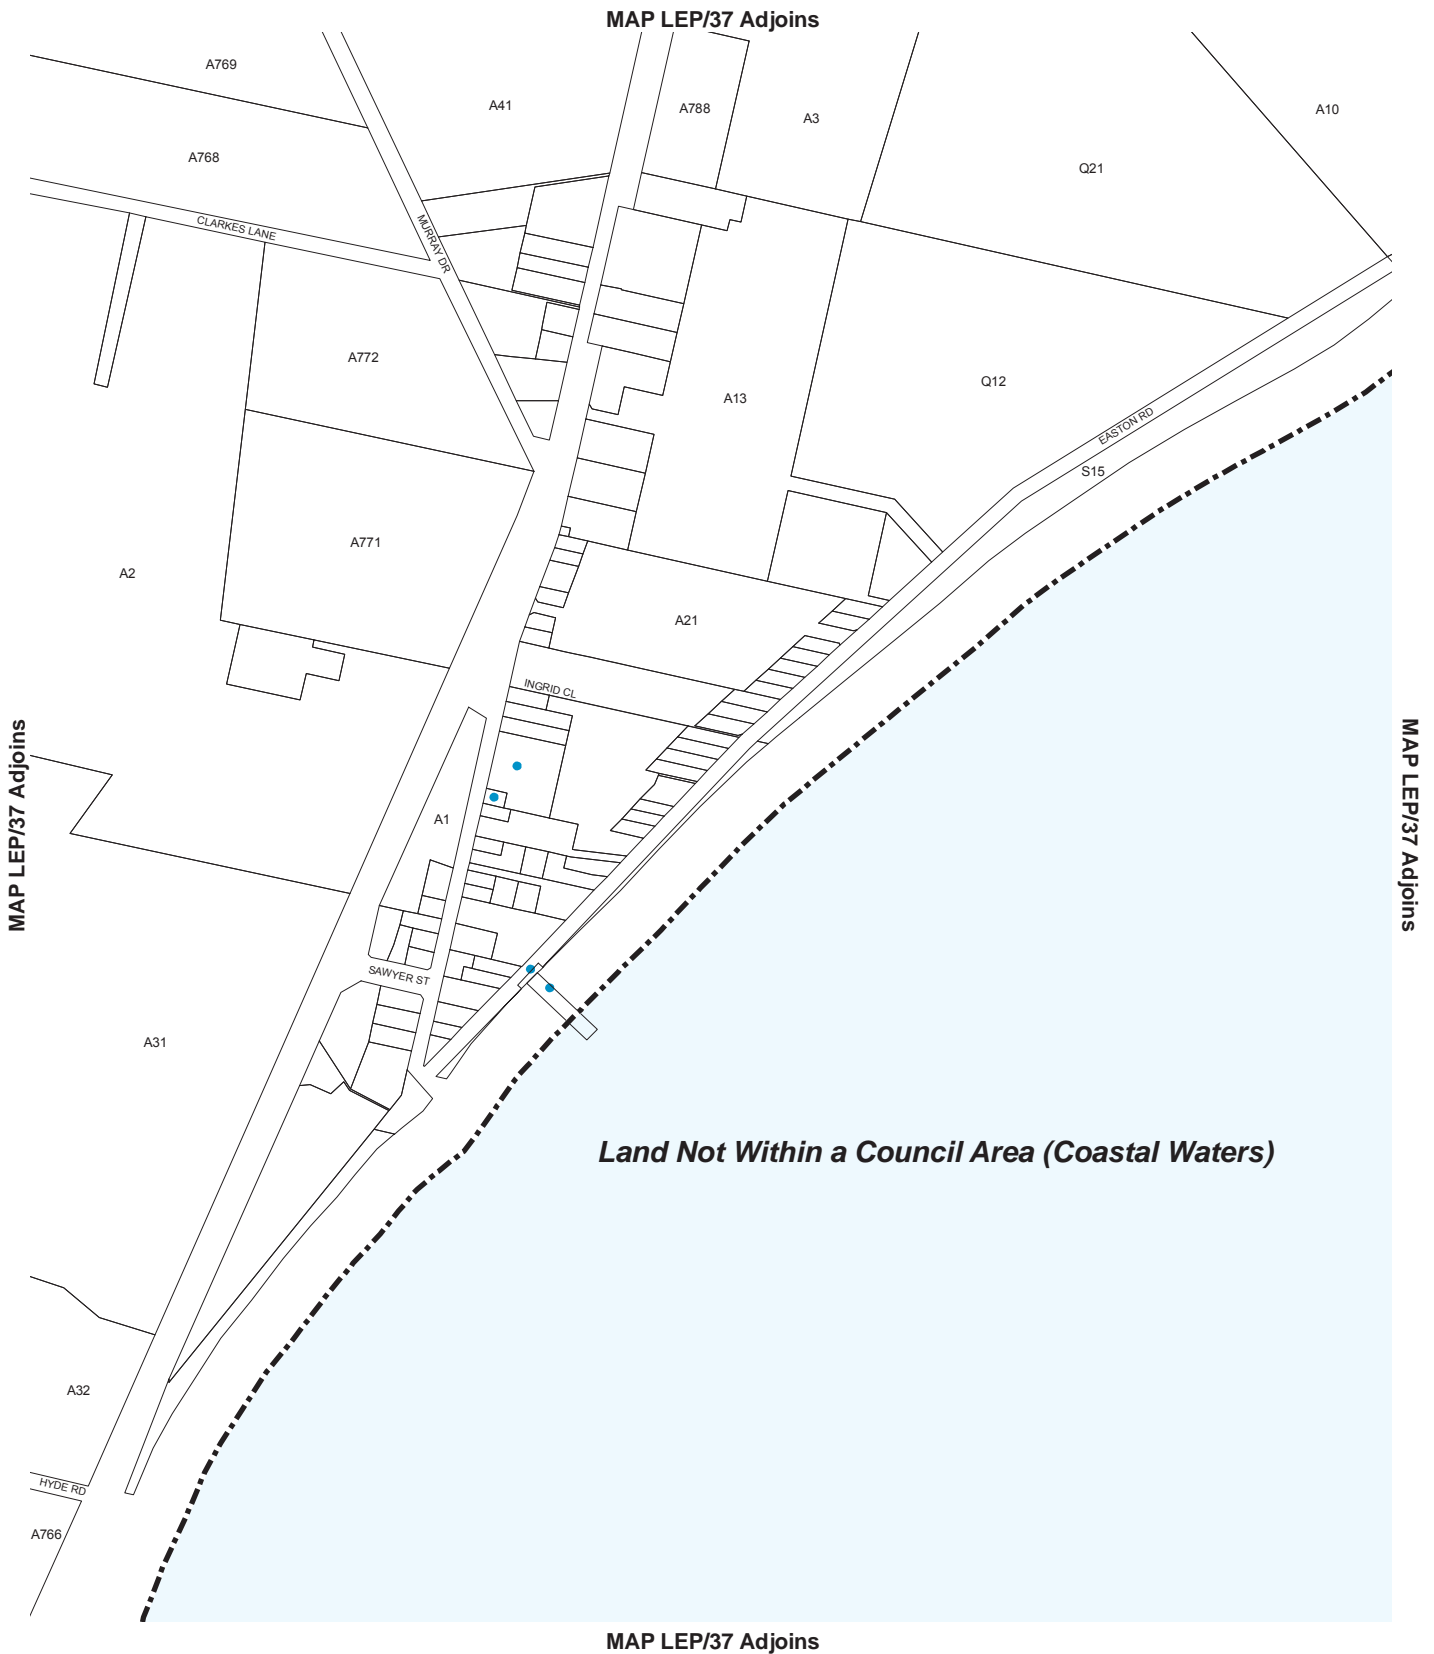 MAP LEP/37 Adjoins
A769
A41
A788
A3
A10
A768
Q21
CLARKES LANE
MURRAY DR
A772
A13
Q12
EASTON RD
S15
A771
A2
A21
INGRID CL
MAP LEP/37 Adjoins
MAP LEP/37 Adjoins
A1
SAWYER ST
A31
Land Not Within a Council Area (Coastal Waters)
A32
HYDE RD
A766
MAP LEP/37 Adjoins